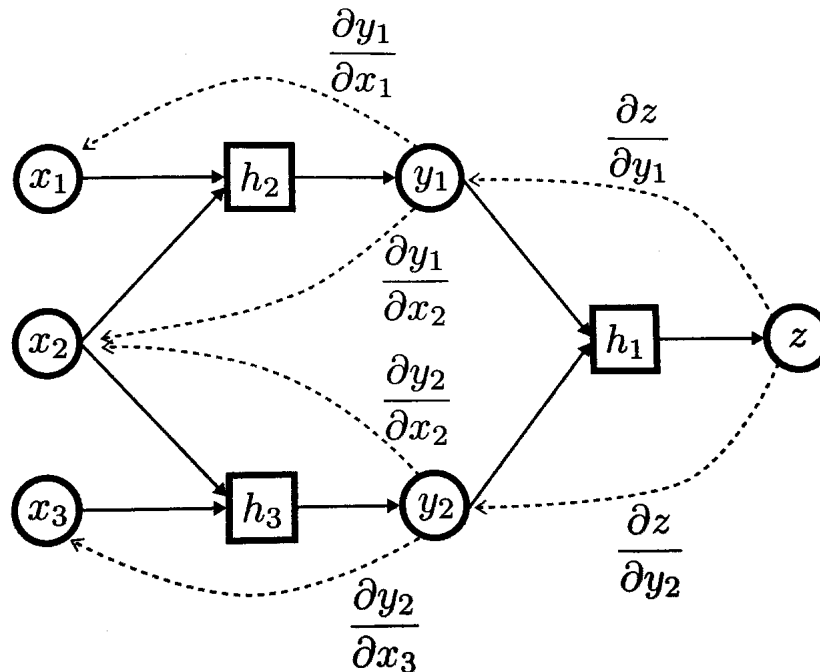 ∂y₁/∂x₁
∂z/∂y₁
x₁ h₂ y₁
∂y₁/∂x₂
x₂ h₁ z
∂y₂/∂x₂
x₃ h₃ y₂
∂z/∂y₂
∂y₂/∂x₃